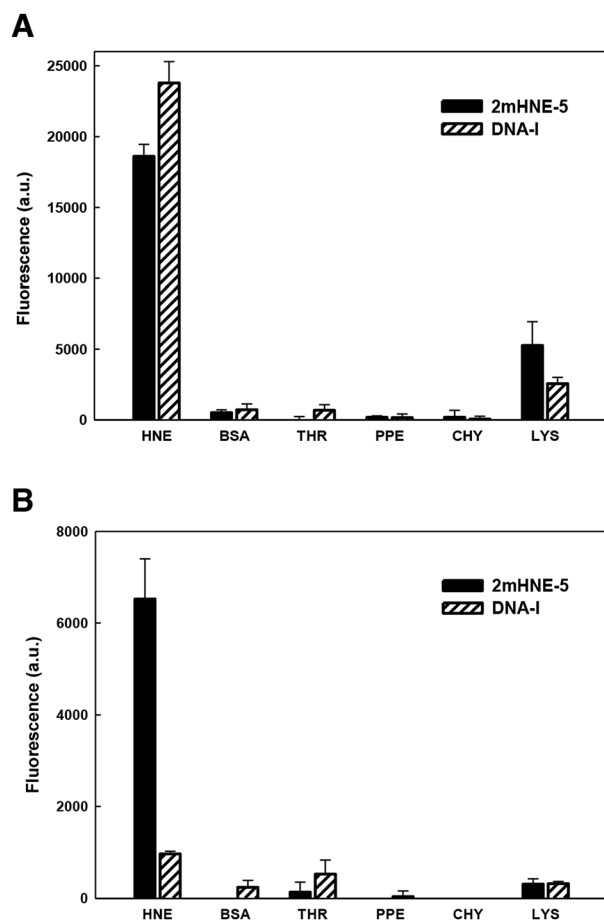 A
Fluorescence (a.u.)
25000
20000
15000
10000
5000
0
2mHNE-5
DNA-I
HNE BSA THR PPE CHY LYS
B
Fluorescence (a.u.)
8000
6000
4000
2000
0
2mHNE-5
DNA-I
HNE BSA THR PPE CHY LYS